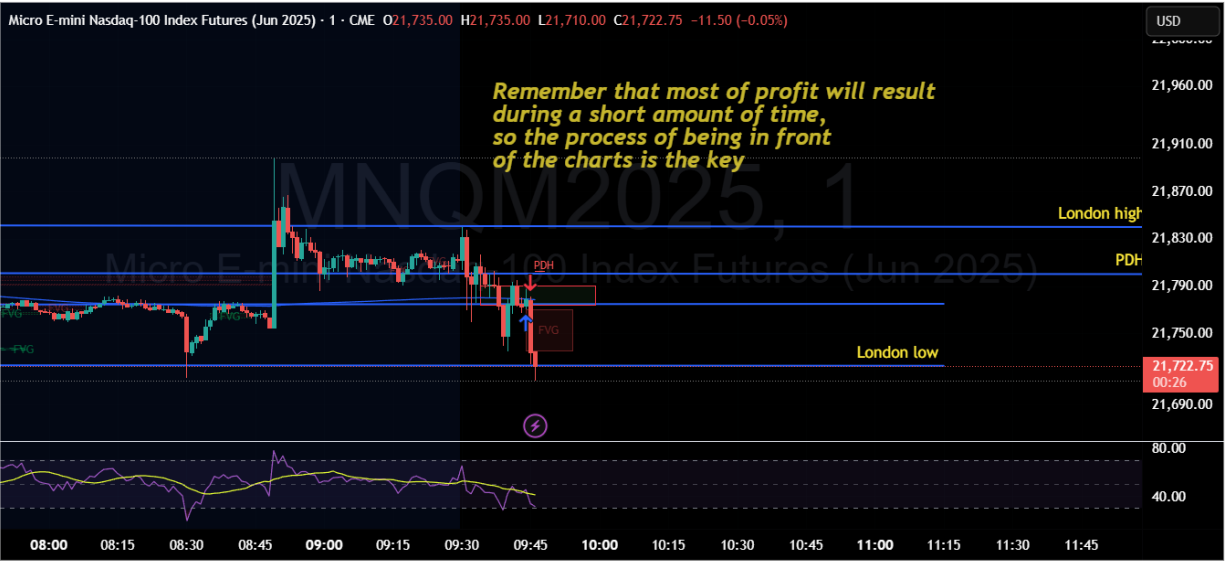 Micro E-mini Nasdaq-100 Index Futures (Jun 2025) · 1 · CME O21,735.00 H21,735.00 L21,710.00 C21,722.75 −11.50 (−0.05%)
USD
21,960.00
Remember that most of profit will result
during a short amount of time,
so the process of being in front
of the charts is the key
21,910.00
MNQM2025, 1
21,870.00
London high
21,830.00
PDH
PDH
Micro E-mini Nasdaq-100 Index Futures (Jun 2025)
21,790.00
FVG
FVG
FVG
FVG
21,750.00
FVG
London low
21,722.75
00:26
21,690.00
80.00
40.00
08:00 08:15 08:30 08:45 09:00 09:15 09:30 09:45 10:00 10:15 10:30 10:45 11:00 11:15 11:30 11:45